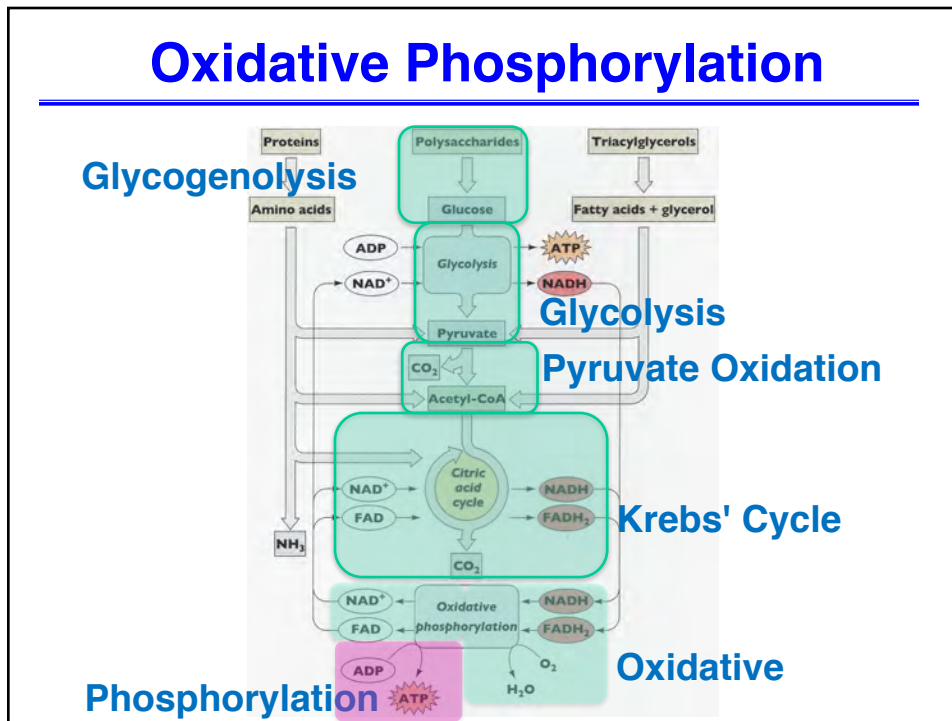 Oxidative Phosphorylation
Proteins
Polysaccharides
Triacylglycerols
Glycogenolysis
Amino acids
Glucose
Fatty acids + glycerol
ADP
Glycolysis
ATP
NAD⁺
NADH
Glycolysis
Pyruvate
CO₂
Pyruvate Oxidation
Acetyl-CoA
NAD⁺
Citric
acid
cycle
NADH
FAD
FADH₂
Krebs' Cycle
NH₃
CO₂
NAD⁺
Oxidative
phosphorylation
NADH
FAD
FADH₂
ADP
O₂
Oxidative
H₂O
Phosphorylation
ATP